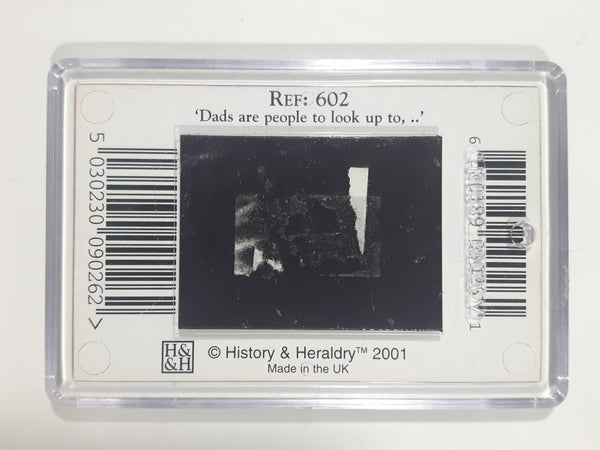 REF: 602
'Dads are people to look up to, ..'
5 030230 090262 >
H&
&H
© History & Heraldry™ 2001
Made in the UK